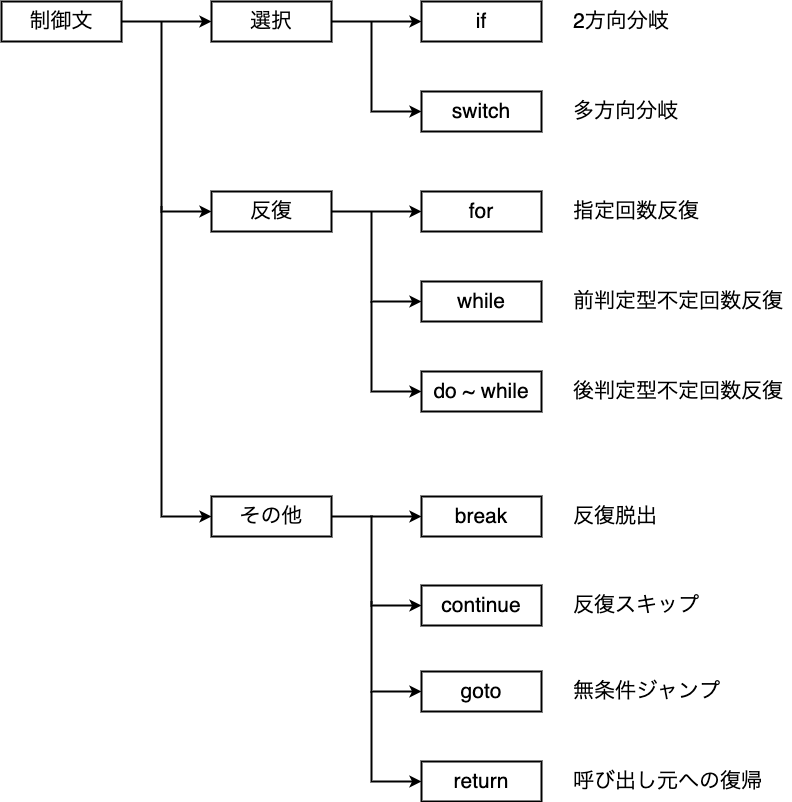 制御文
選択
if
2方向分岐
switch
多方向分岐
反復
for
指定回数反復
while
前判定型不定回数反復
do ~ while
後判定型不定回数反復
その他
break
反復脱出
continue
反復スキップ
goto
無条件ジャンプ
return
呼び出し元への復帰